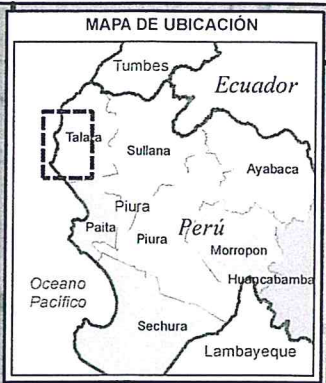 MAPA DE UBICACIÓN
Tumbes
Ecuador
Talara
Sullana
Ayabaca
Piura
Paita
Piura
Perú
Morropon
Huancabamba
Oceano
Pacifico
Sechura
Lambayeque